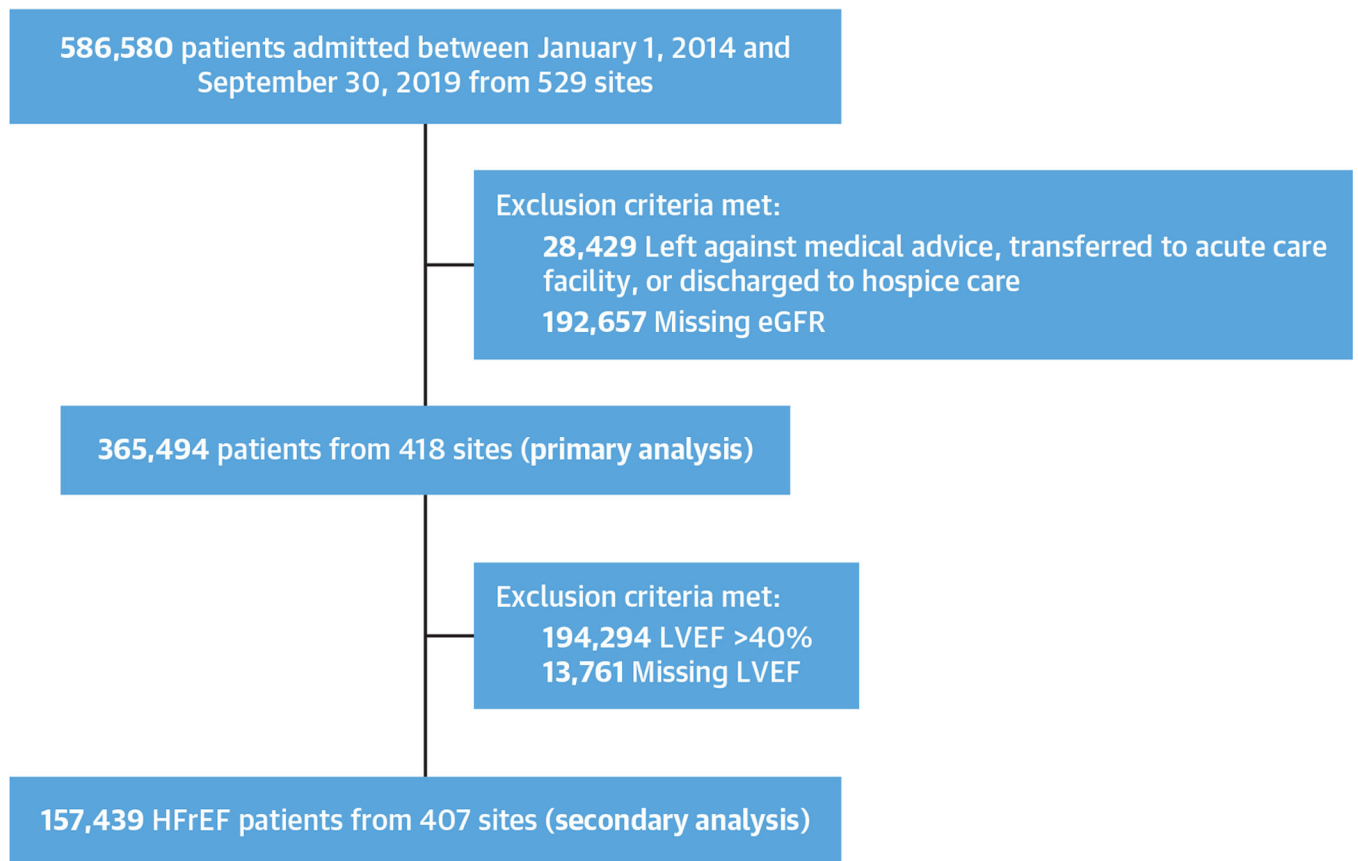 586,580 patients admitted between January 1, 2014 and
September 30, 2019 from 529 sites
Exclusion criteria met:
28,429 Left against medical advice, transferred to acute care
facility, or discharged to hospice care
192,657 Missing eGFR
365,494 patients from 418 sites (primary analysis)
Exclusion criteria met:
194,294 LVEF >40%
13,761 Missing LVEF
157,439 HFrEF patients from 407 sites (secondary analysis)